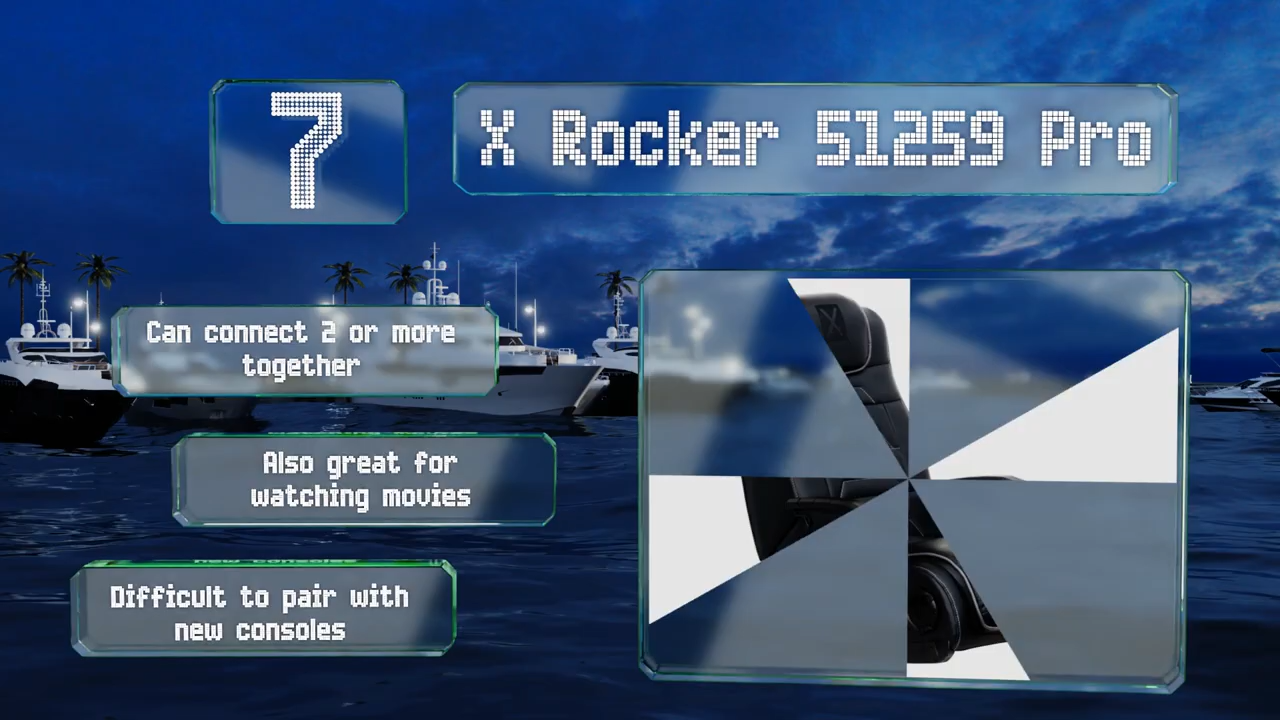 7
X Rocker 51259 Pro
Can connect 2 or more
together
Also great for
watching movies
Difficult to pair with
new consoles